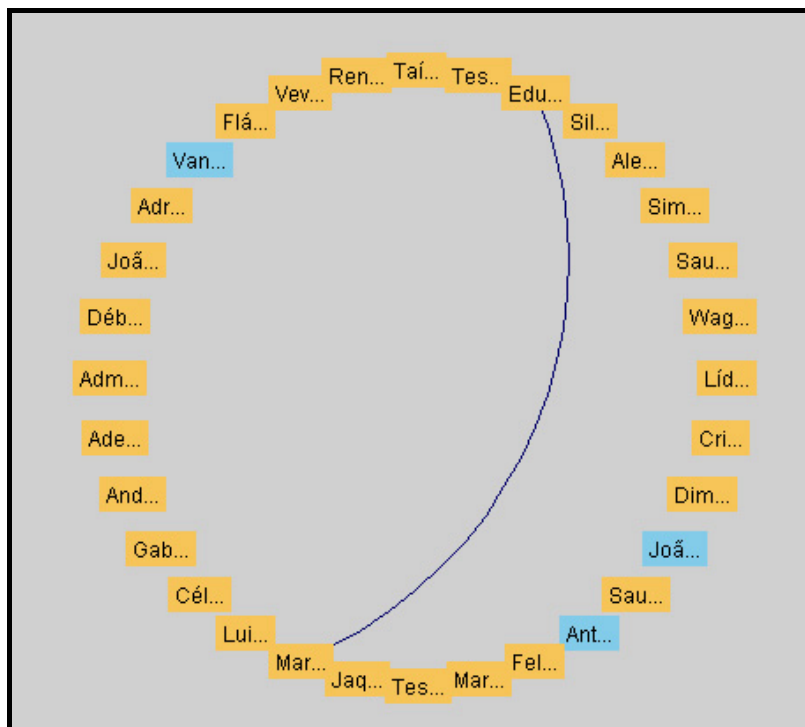 Taí...
Ren...
Tes...
Vev...
Edu...
Flá...
Sil...
Van...
Ale...
Adr...
Sim...
Joã...
Sau...
Déb...
Wag...
Adm...
Líd...
Ade...
Cri...
And...
Dim...
Gab...
Joã...
Cél...
Sau...
Lui...
Ant...
Mar...
Fel...
Jaq...
Mar...
Tes...